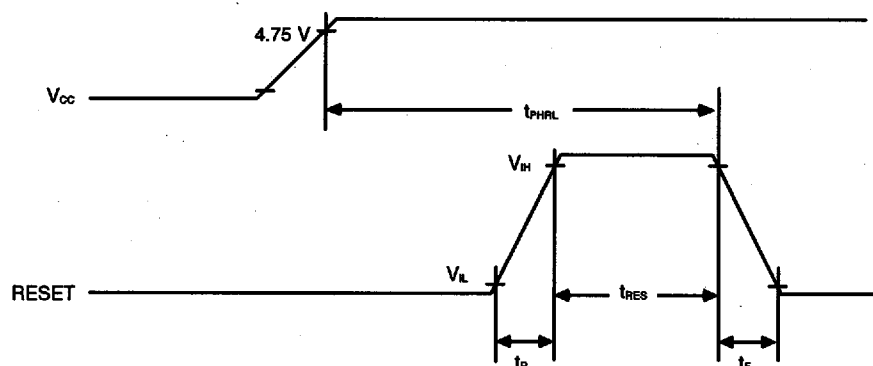 4.75 V
VCC
tPHRL
VIH
VIL
RESET
tRES
tR
tF